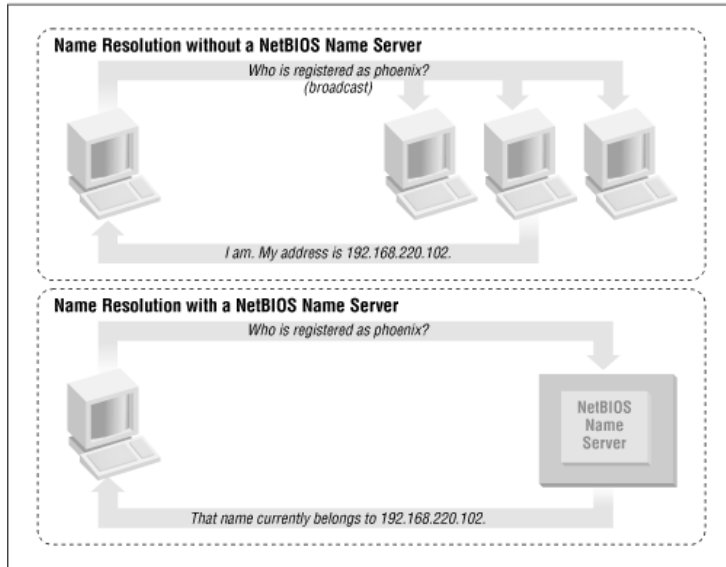 Name Resolution without a NetBIOS Name Server
Who is registered as phoenix?
(broadcast)
I am. My address is 192.168.220.102.
Name Resolution with a NetBIOS Name Server
Who is registered as phoenix?
NetBIOS
Name
Server
That name currently belongs to 192.168.220.102.